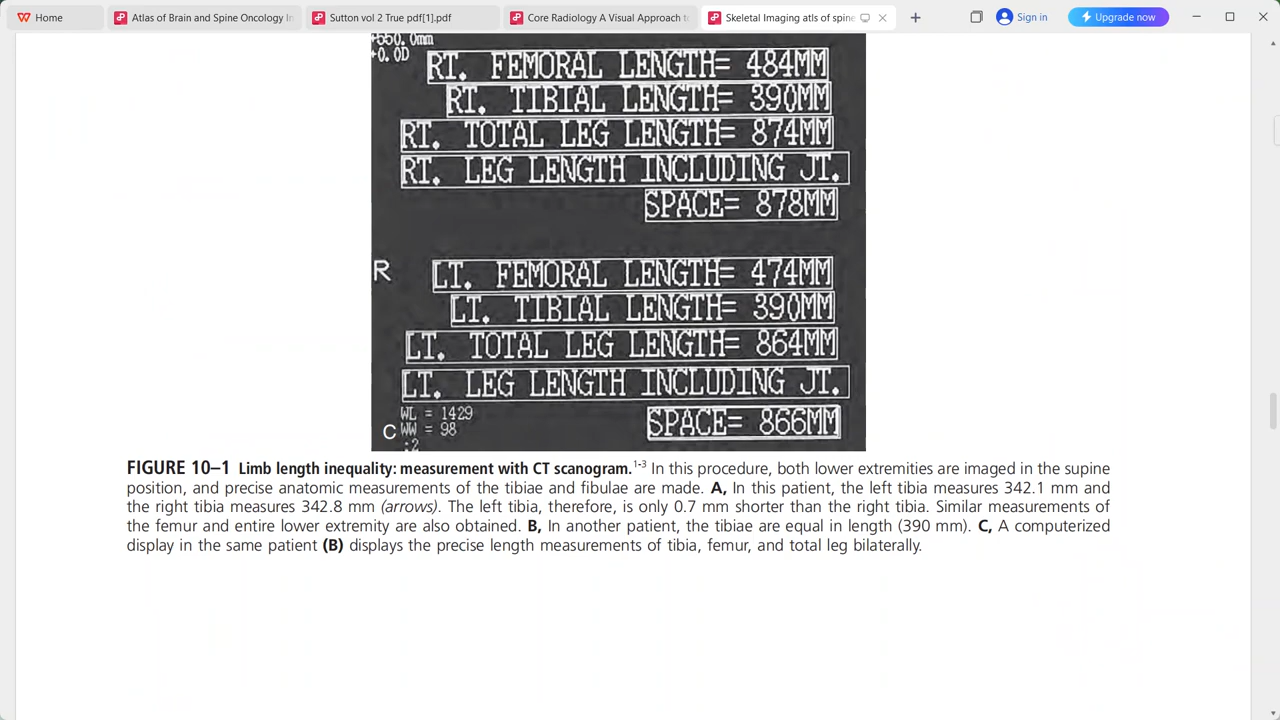 Home
Atlas of Brain and Spine Oncology In
Sutton vol 2 True pdf[1].pdf
Core Radiology A Visual Approach to
Skeletal Imaging atls of spine
Sign in
Upgrade now
+550.0mm
+0.0D
RT. FEMORAL LENGTH= 484MM
RT. TIBIAL LENGTH= 390MM
RT. TOTAL LEG LENGTH= 874MM
RT. LEG LENGTH INCLUDING JT.
SPACE= 878MM
R
LT. FEMORAL LENGTH= 474MM
LT. TIBIAL LENGTH= 390MM
LT. TOTAL LEG LENGTH= 864MM
LT. LEG LENGTH INCLUDING JT.
WL = 1429
SPACE= 866MM
C WW = 98
:2
FIGURE 10–1 Limb length inequality: measurement with CT scanogram.1-3 In this procedure, both lower extremities are imaged in the supine
position, and precise anatomic measurements of the tibiae and fibulae are made. A, In this patient, the left tibia measures 342.1 mm and
the right tibia measures 342.8 mm (arrows). The left tibia, therefore, is only 0.7 mm shorter than the right tibia. Similar measurements of
the femur and entire lower extremity are also obtained. B, In another patient, the tibiae are equal in length (390 mm). C, A computerized
display in the same patient (B) displays the precise length measurements of tibia, femur, and total leg bilaterally.